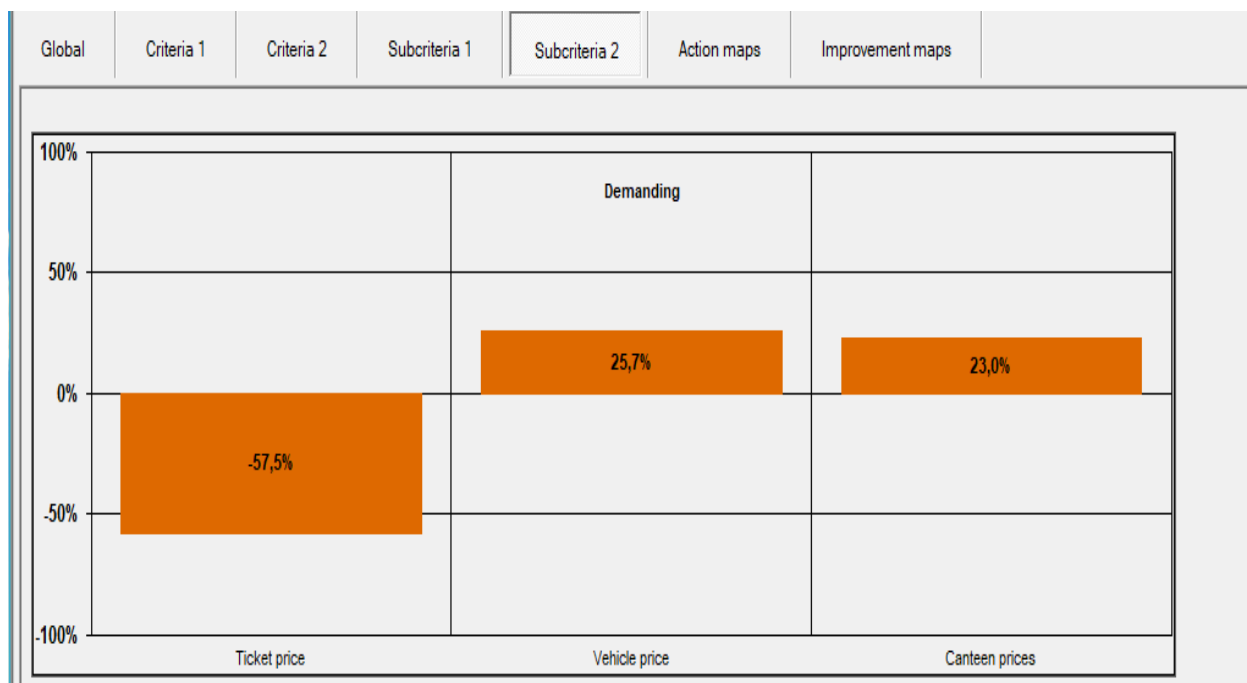 Global Criteria 1 Criteria 2 Subcriteria 1 Subcriteria 2 Action maps Improvement maps
100%
Demanding
50%
25,7% 23,0%
0%
-57,5%
-50%
-100%
Ticket price Vehicle price Canteen prices